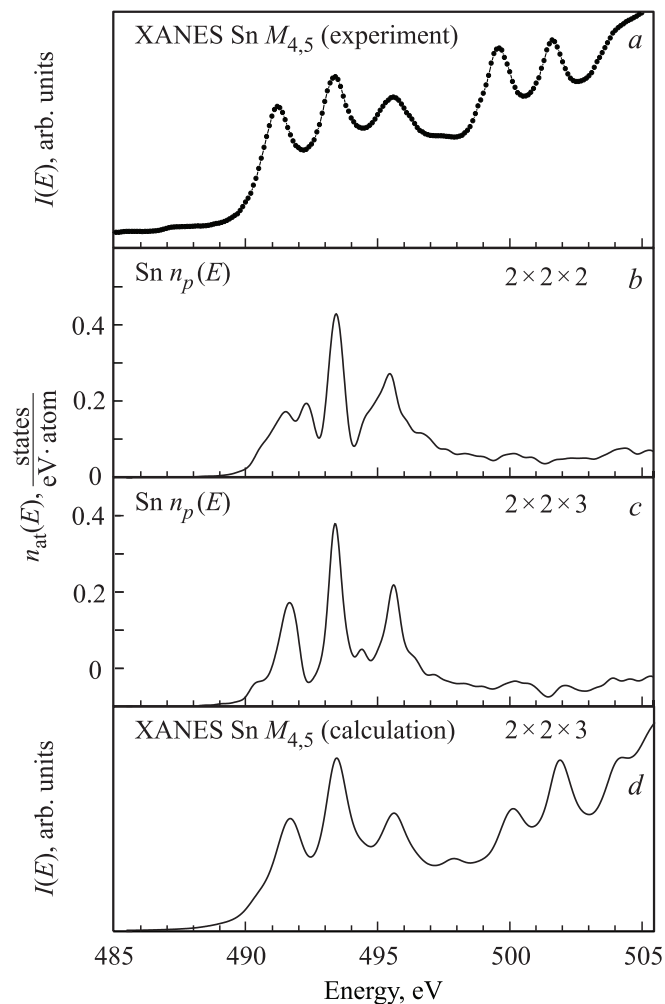 XANES Sn M4,5 (experiment)
a
I(E), arb. units
Sn np(E)
2 × 2 × 2
b
0.4
0.2
0
nat(E), states
eV · atom
Sn np(E)
2 × 2 × 3
c
0.4
0.2
0
XANES Sn M4,5 (calculation)
2 × 2 × 3
d
I(E), arb. units
485
490
495
500
505
Energy, eV